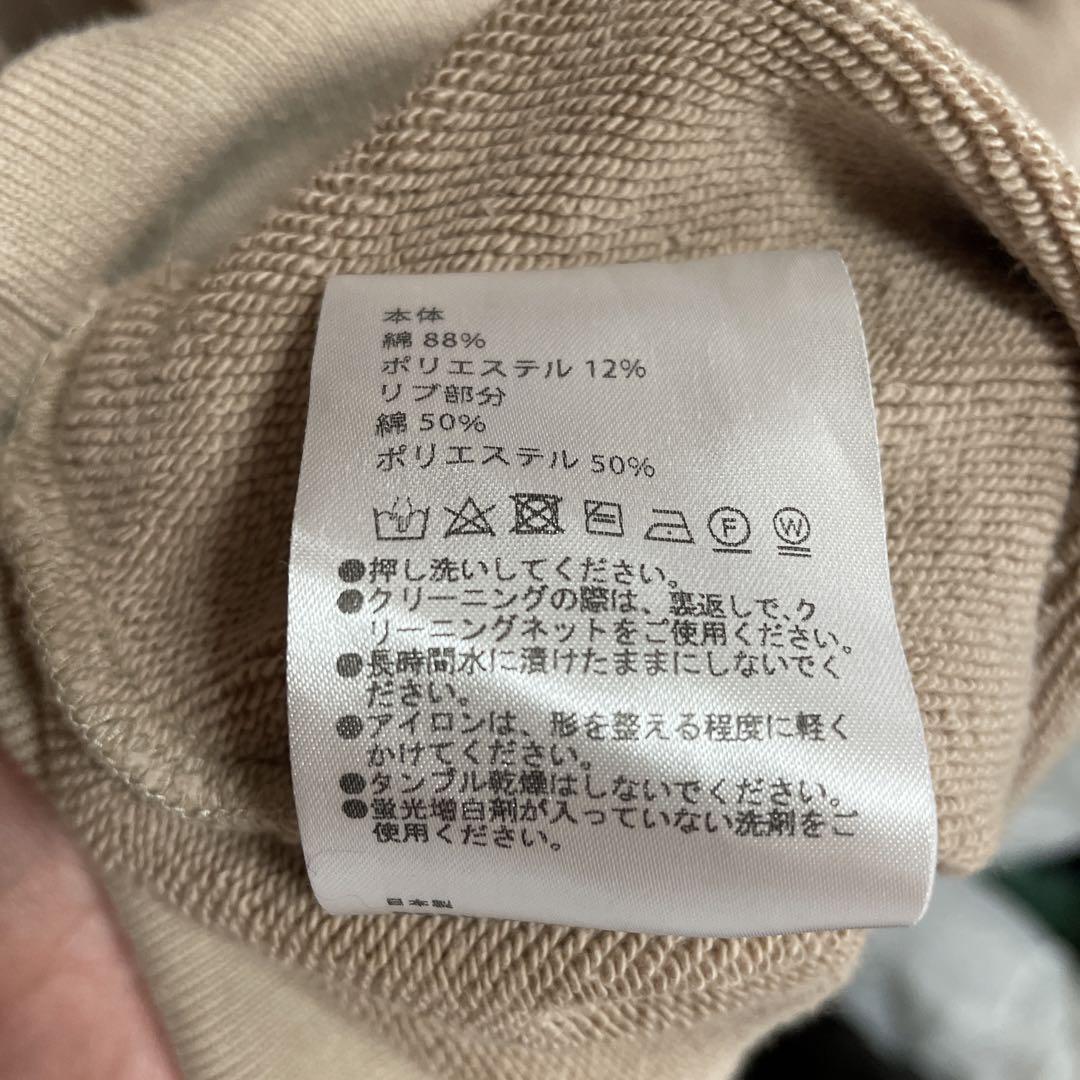 本体
綿 88%
ポリエステル 12%
リブ部分
綿 50%
ポリエステル 50%
F W
●押し洗いしてください。
●クリーニングの際は、裏返しで、ク
リーニングネットをご使用ください。
●長時間水に漬けたままにしないでく
ださい。
●アイロンは、形を整える程度に軽く
かけてください。
●タンブル乾燥はしないでください。
●蛍光増白剤が入っていない洗剤をご
使用ください。